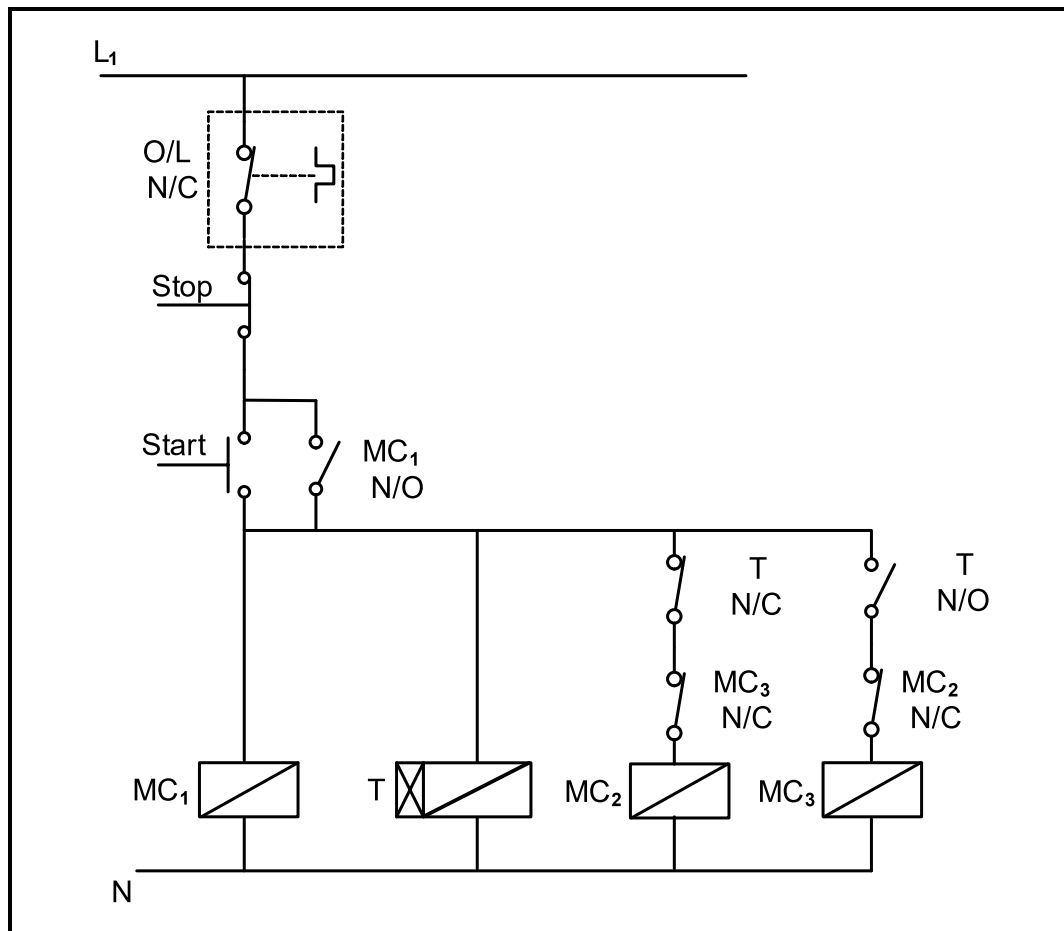 L₁
O/L
N/C
Stop
Start
MC₁
N/O
T
N/C
T
N/O
MC₃
N/C
MC₂
N/C
MC₁
T
MC₂
MC₃
N